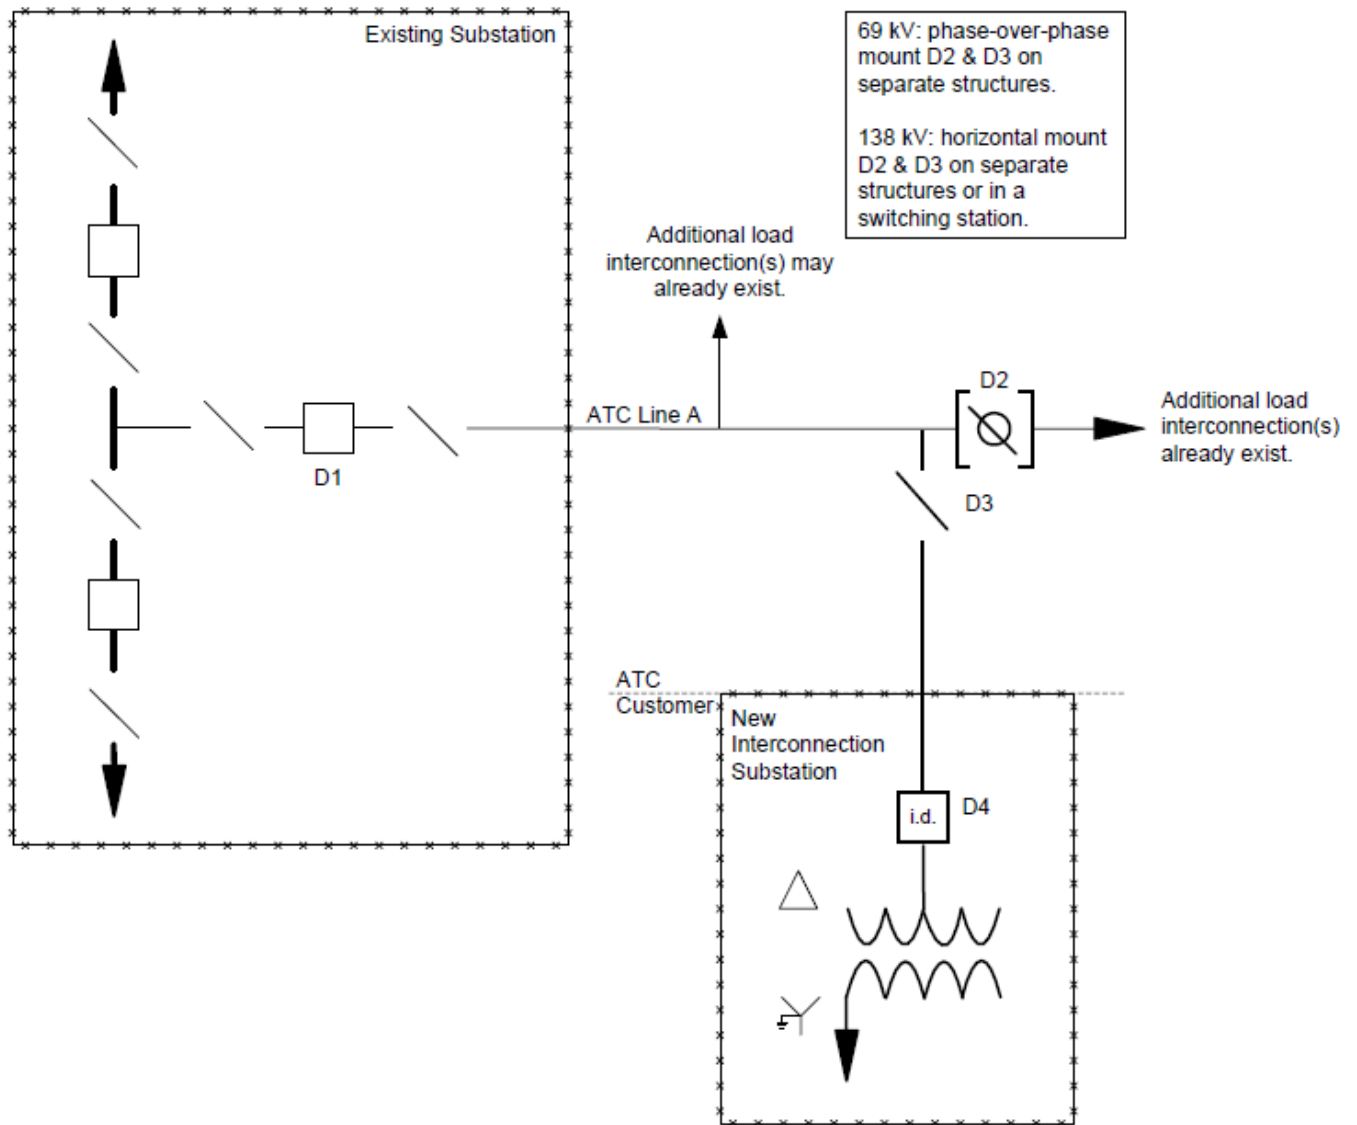 Existing Substation
69 kV: phase-over-phase
mount D2 & D3 on
separate structures.
138 kV: horizontal mount
D2 & D3 on separate
structures or in a
switching station.
Additional load
interconnection(s) may
already exist.
D2
Additional load
interconnection(s)
already exist.
ATC Line A
D1
D3
ATC
Customer
New
Interconnection
Substation
i.d.
D4